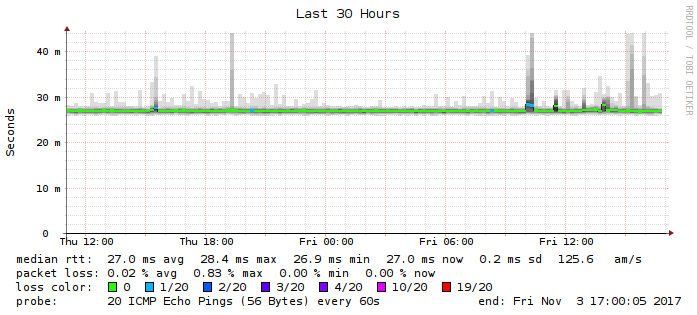 Last 30 Hours
RRDTOOL / TOBI OETIKER
Seconds
40 m
30 m
20 m
10 m
0
Thu 12:00 Thu 18:00 Fri 00:00 Fri 06:00 Fri 12:00
median rtt: 27.0 ms avg 28.4 ms max 26.9 ms min 27.0 ms now 0.2 ms sd 125.6 am/s
packet loss: 0.02 % avg 0.83 % max 0.00 % min 0.00 % now
loss color: 0 1/20 2/20 3/20 4/20 10/20 19/20
probe: 20 ICMP Echo Pings (56 Bytes) every 60s end: Fri Nov 3 17:00:05 2017